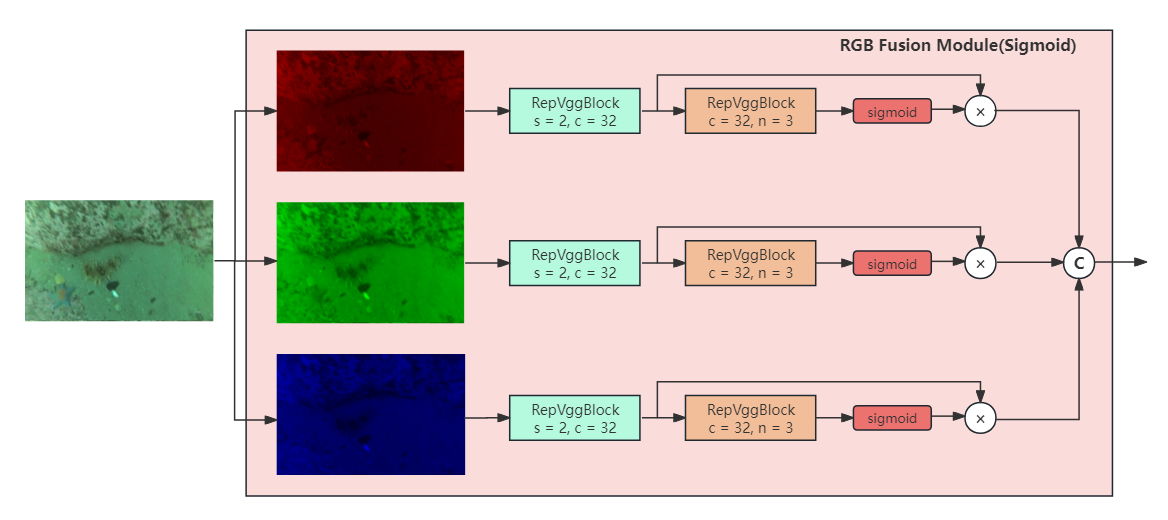 RGB Fusion Module(Sigmoid)
RepVggBlock
s = 2, c = 32
RepVggBlock
c = 32, n = 3
sigmoid
×
RepVggBlock
s = 2, c = 32
RepVggBlock
c = 32, n = 3
sigmoid
×
C
RepVggBlock
s = 2, c = 32
RepVggBlock
c = 32, n = 3
sigmoid
×